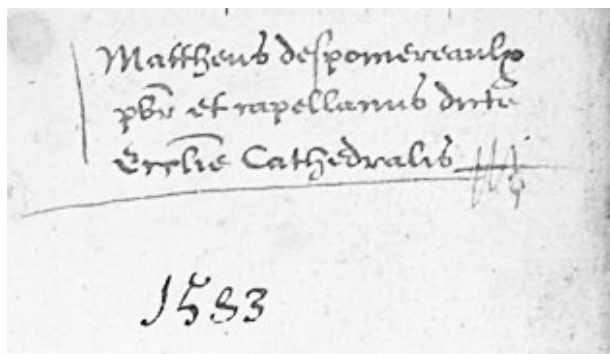 Mattheus despomereaulx
pbr et capellanus dicte
Ecclie Cathedralis
1583